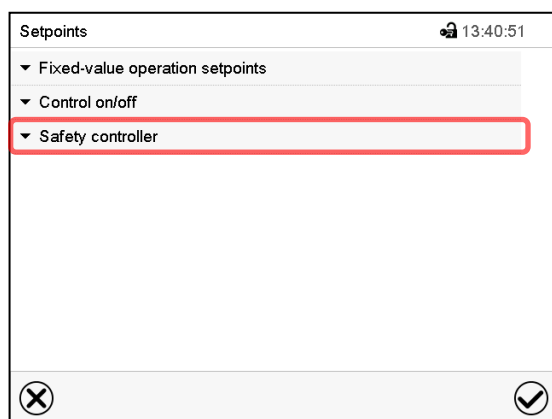 Setpoints 13:40:51
Fixed-value operation setpoints
Control on/off
Safety controller